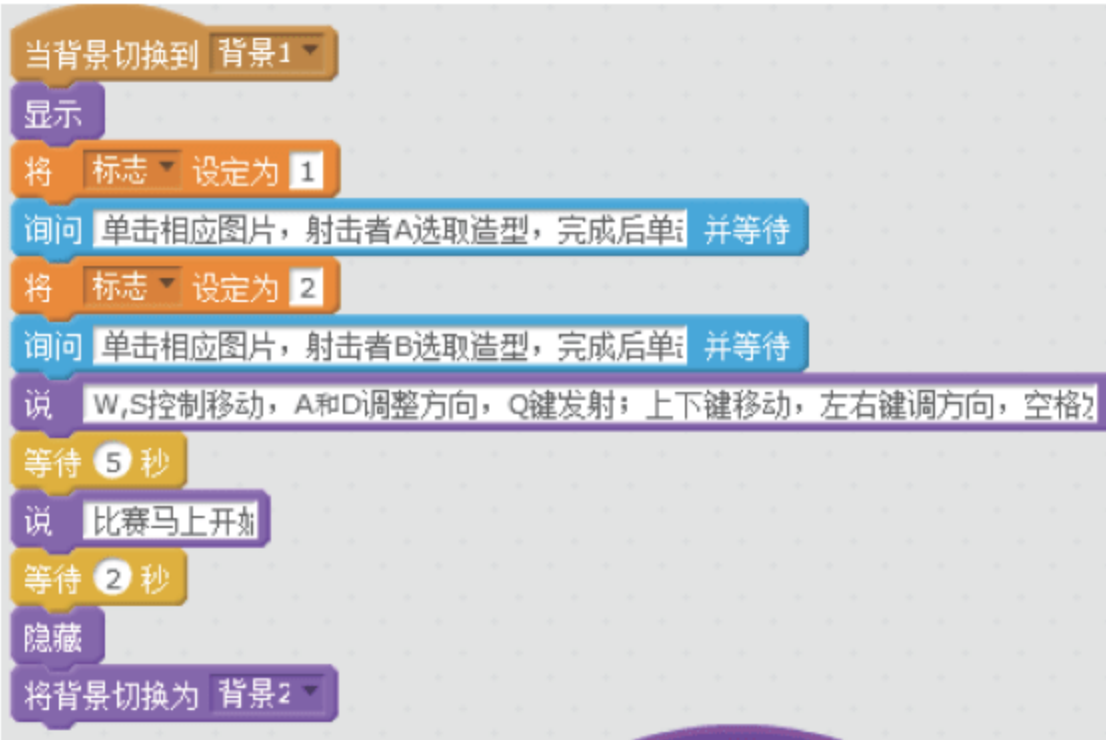 当背景切换到 背景1
显示
将 标志 设定为 1
询问 单击相应图片，射击者A选取造型，完成后单 并等待
将 标志 设定为 2
询问 单击相应图片，射击者B选取造型，完成后单 并等待
说 W,S控制移动，A和D调整方向，Q键发射；上下键移动，左右键调方向，空格
等待 5 秒
说 比赛马上开始
等待 2 秒
隐藏
将背景切换为 背景2